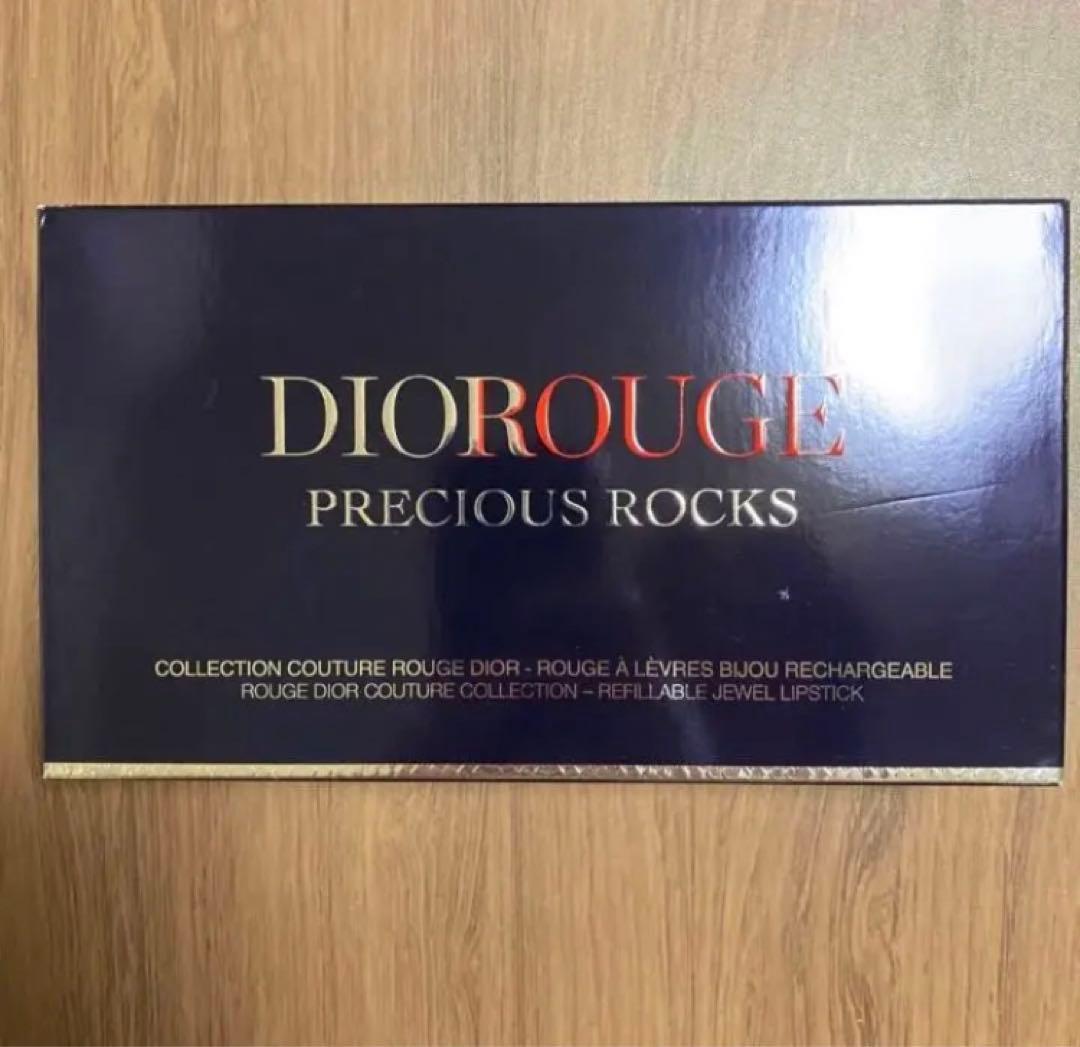 DIOROUGE
PRECIOUS ROCKS
COLLECTION COUTURE ROUGE DIOR - ROUGE À LÈVRES BIJOU RECHARGEABLE
ROUGE DIOR COUTURE COLLECTION – REFILLABLE JEWEL LIPSTICK